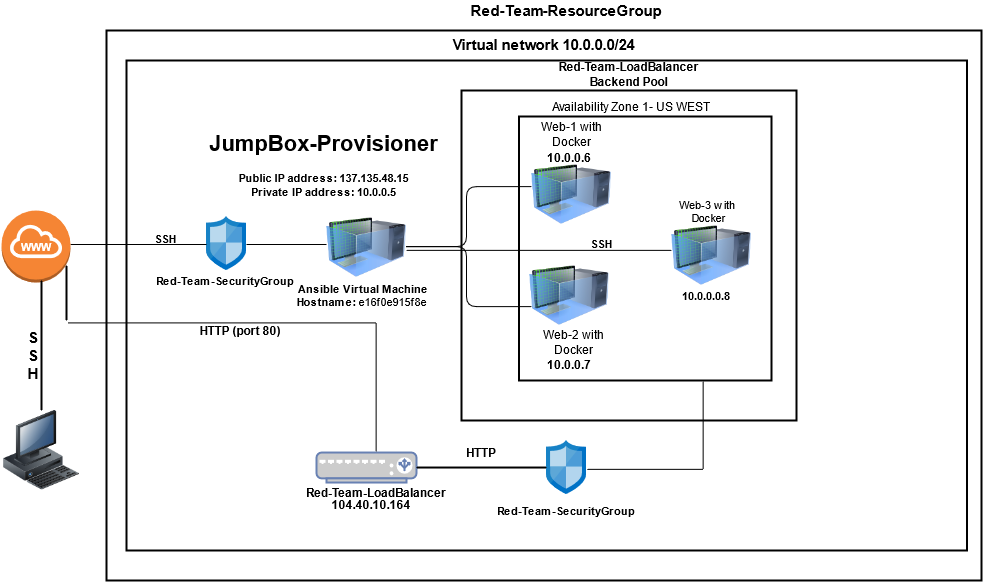 Red-Team-ResourceGroup
Virtual network 10.0.0.0/24
Red-Team-LoadBalancer
Backend Pool
Availability Zone 1- US WEST
JumpBox-Provisioner
Public IP address: 137.135.48.15
Private IP address: 10.0.0.5
Web-1 with
Docker
10.0.0.6
Web-3 with
Docker
10.0.0.0.8
WWW
SSH
Red-Team-SecurityGroup
Ansible Virtual Machine
Hostname: e16f0e915f8e
SSH
Web-2 with
Docker
10.0.0.7
HTTP (port 80)
S
S
H
HTTP
Red-Team-LoadBalancer
104.40.10.164
Red-Team-SecurityGroup